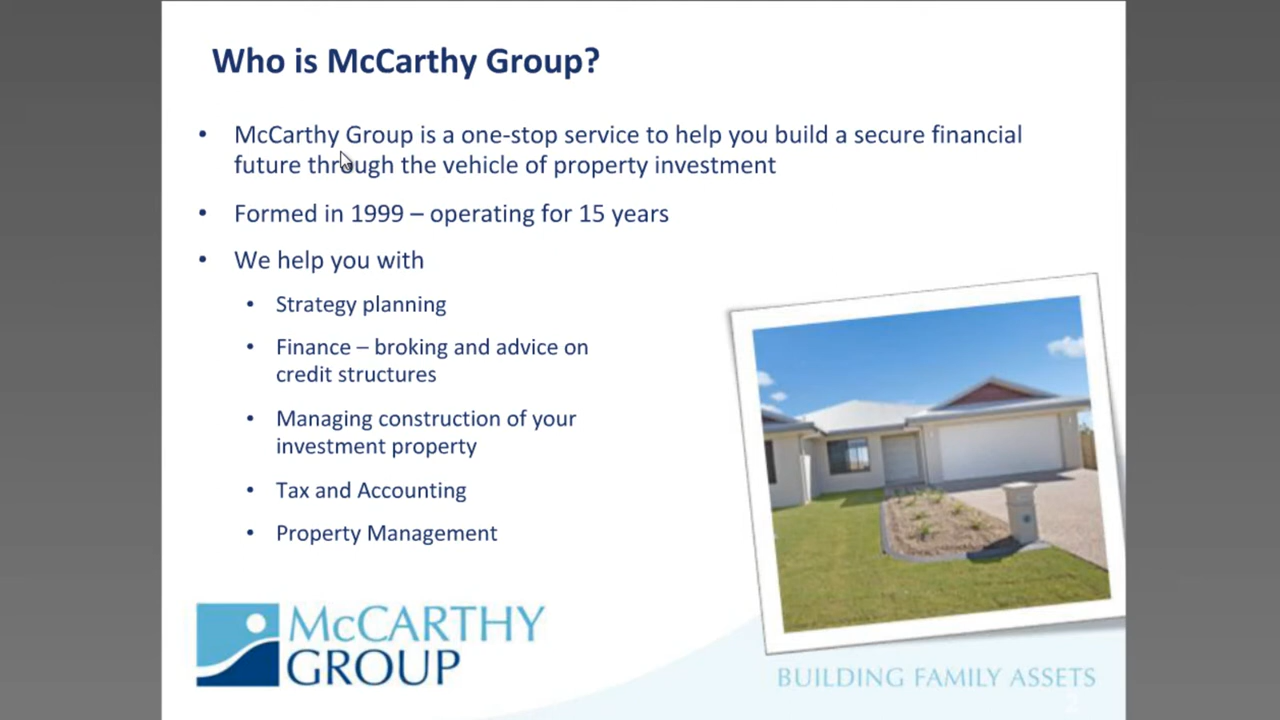 Who is McCarthy Group?
• McCarthy Group is a one-stop service to help you build a secure financial
future through the vehicle of property investment
• Formed in 1999 – operating for 15 years
• We help you with
• Strategy planning
• Finance – broking and advice on
credit structures
• Managing construction of your
investment property
• Tax and Accounting
• Property Management
McCARTHY
GROUP
BUILDING FAMILY ASSETS